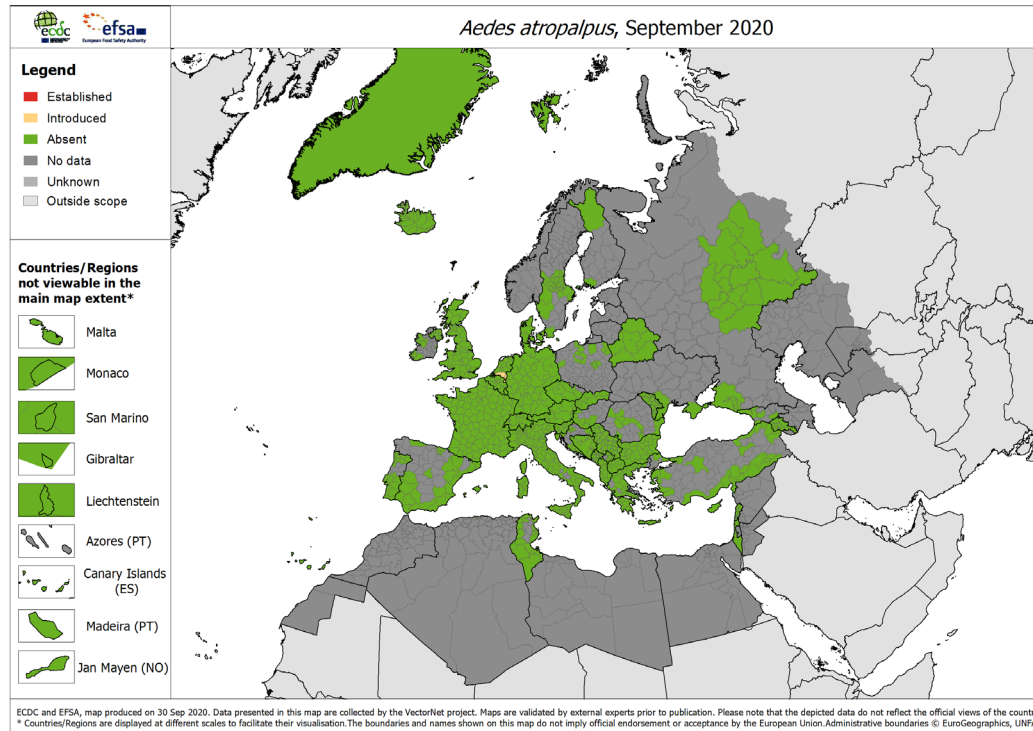 ecdc
efsa
European Food Safety Authority
Aedes atropalpus, September 2020
Legend
Established
Introduced
Absent
No data
Unknown
Outside scope
Countries/Regions
not viewable in the
main map extent*
Malta
Monaco
San Marino
Gibraltar
Liechtenstein
Azores (PT)
Canary Islands
(ES)
Madeira (PT)
Jan Mayen (NO)
ECDC and EFSA, map produced on 30 Sep 2020. Data presented in this map are collected by the VectorNet project. Maps are validated by external experts prior to publication. Please note that the depicted data do not reflect the official views of the
* Countries/Regions are displayed at different scales to facilitate their visualisation.The boundaries and names shown on this map do not imply official endorsement or acceptance by the European Union.Administrative boundaries © EuroGeographics,